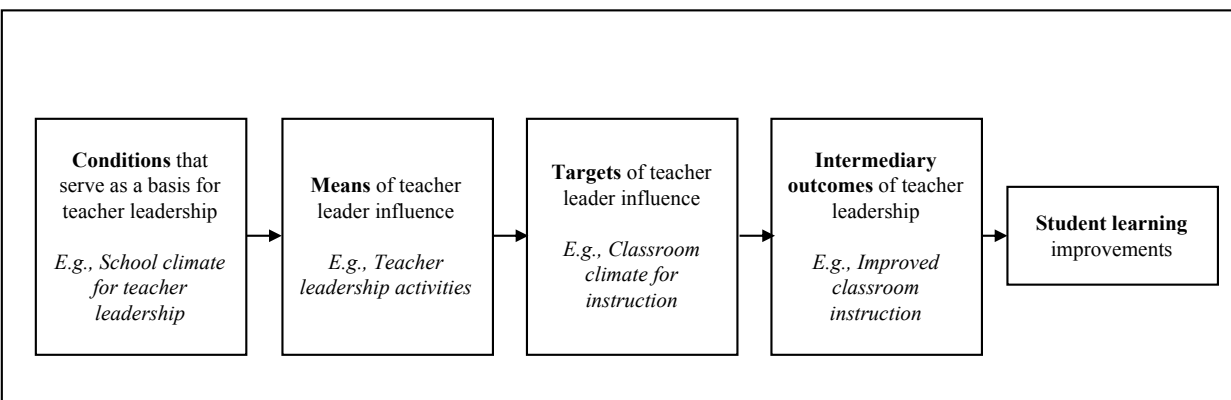 Conditions that
serve as a basis for
teacher leadership
E.g., School climate
for teacher
leadership
Means of teacher
leader influence
E.g., Teacher
leadership activities
Targets of teacher
leader influence
E.g., Classroom
climate for
instruction
Intermediary
outcomes of teacher
leadership
E.g., Improved
classroom
instruction
Student learning
improvements